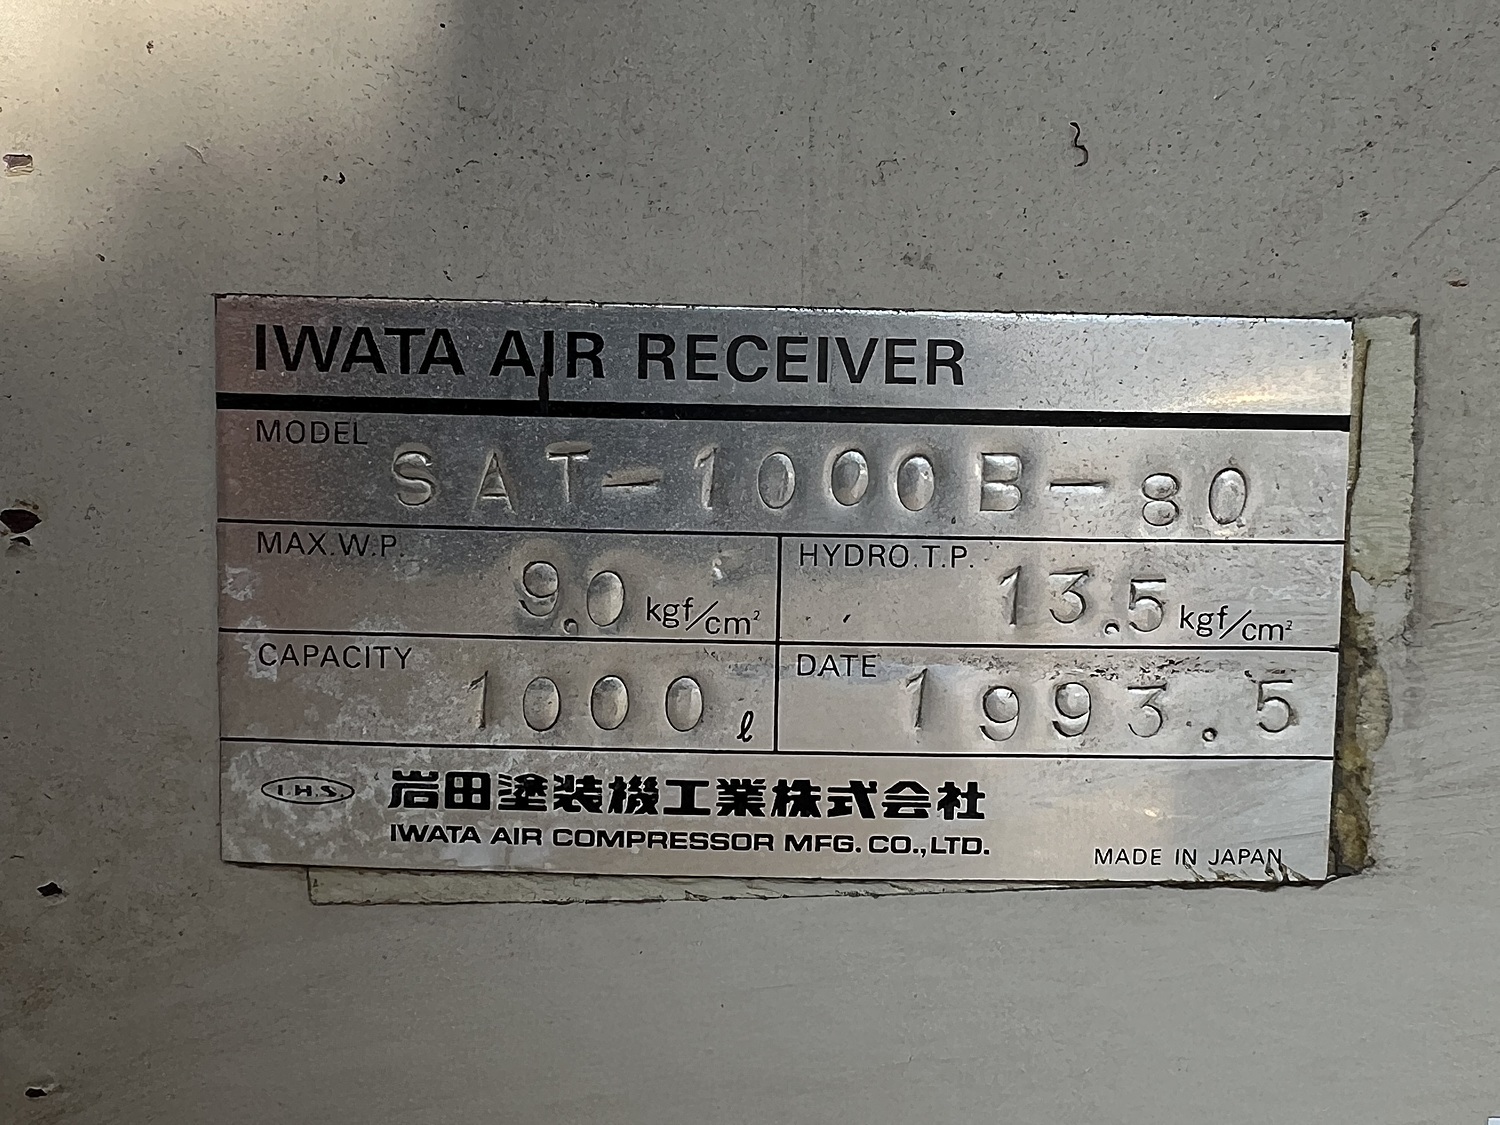 IWATA AIR RECEIVER
MODEL SAT-1000B-80
MAX.W.P. 9.0 kgf/cm² HYDRO.T.P. 13.5 kgf/cm²
CAPACITY 1000 ℓ DATE 1993.5
I.H.S. 岩田塗装機工業株式会社
IWATA AIR COMPRESSOR MFG. CO., LTD.
MADE IN JAPAN